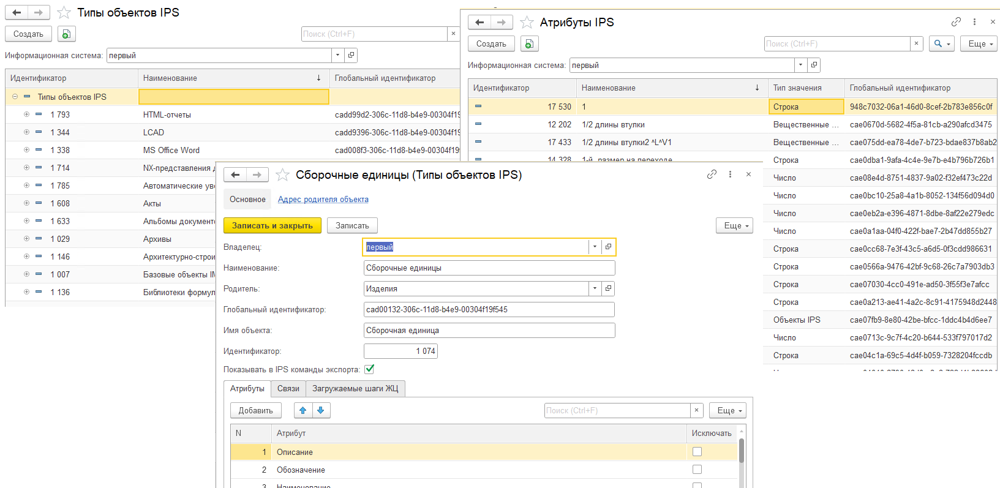 Типы объектов IPS
Создать
Поиск (Ctrl+F)
×
Информационная система: первый
Идентификатор Наименование ↓ Глобальный идентификатор
Типы объектов IPS
1 793 HTML-отчеты cadd99d2-306c-11d8-b4e9-00304f19
1 344 LCAD cadd9396-306c-11d8-b4e9-00304f19
1 338 MS Office Word cad008f3-306c-11d8-b4e9-00304f19
1 714 NX-представления
1 785 Автоматические
1 608 Акты
1 633 Альбомы
1 029 Архивы
1 146 Архитектурно-строи
1 007 Базовые объекты
1 136 Библиотеки формул
Атрибуты IPS
Создать
Поиск (Ctrl+F)
×
Еще
Информационная система: первый
Идентификатор Наименование ↓ Тип значения Глобальный идентификатор
17 530 1 Строка 948c7032-06a1-46d0-8cef-2b783e856c0f
12 202 1/2 длины втулки Вещественные ... cae0670d-5682-4f5a-81cb-a290afcd3475
17 433 1/2 длины втулки2 ^L^V1 Вещественные ... cae075dd-ea78-4de7-b723-bdae837b8ab2
14 328 1-й размер на переходе Строка cae0dba1-9afa-4c4e-9e7b-e4b796b726b1
Число cae08e4d-8751-4837-9a02-f32ef473c22d
Число cae0bc10-25a8-4a1b-8052-134f56d094d0
Число cae0eb2a-e396-4871-8dbe-8af22e279edc
Число cae0a1aa-04f0-422f-bae7-2b47dd855b27
Строка cae0cc68-7e3f-43c5-a6d5-0f3cdd986631
Строка cae0566a-9476-42bf-9c68-26c7a7903db3
Строка cae07030-4cc0-491e-ad50-3f55f3e7afcc
Строка cae0a213-ae41-4a2c-8c91-4175948d2448
Объекты IPS cae07fb9-8e80-42be-bfcc-1ddc4b4d6ee7
Число cae0713c-9c7f-4c20-b644-533f797017d2
Строка cae04c1a-69c5-4d4f-b059-7328204fccdb
Сборочные единицы (Типы объектов IPS)
Основное Адрес родителя объекта
Записать и закрыть Записать Еще
Владелец: первый
Наименование: Сборочные единицы
Родитель: Изделия
Глобальный идентификатор: cad00132-306c-11d8-b4e9-00304f19f545
Имя объекта: Сборочная единица
Идентификатор: 1 074
Показывать в IPS команды экспорта:
Атрибуты Связи Загружаемые шаги ЖЦ
Добавить Поиск (Ctrl+F) × Еще
N Атрибут Исключать
1 Описание
2 Обозначение
3 Наименование